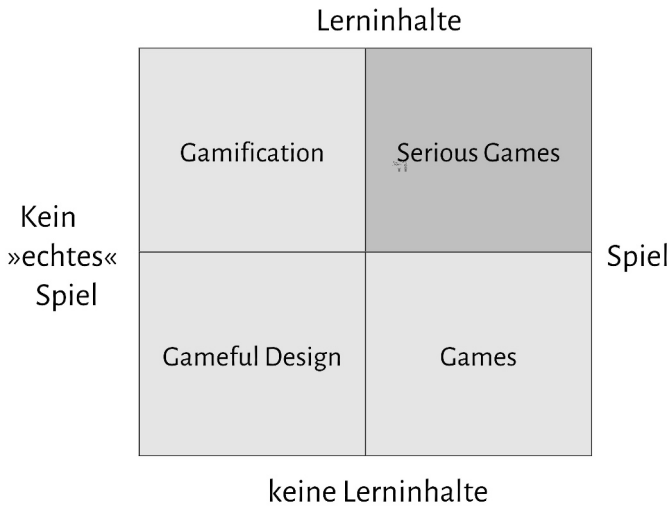 Lerninhalte
Gamification
Serious Games
Kein
»echtes«
Spiel
Spiel
Gameful Design
Games
keine Lerninhalte